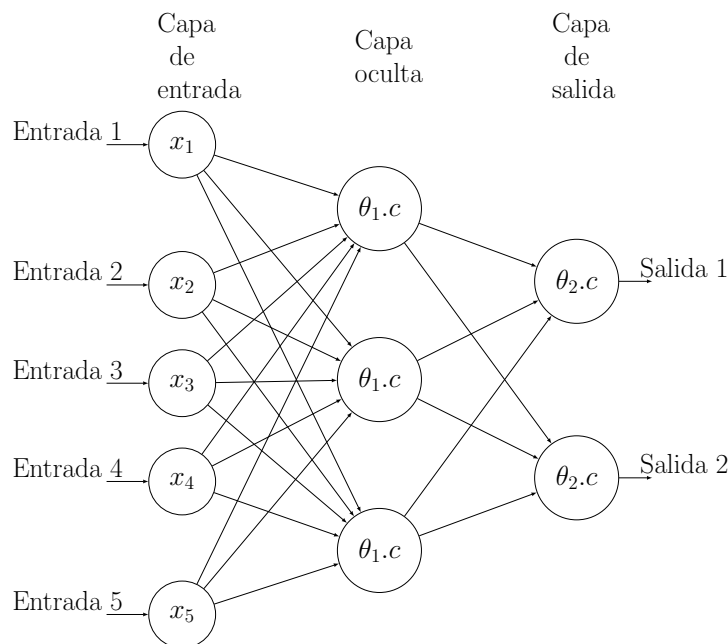 Capa
de
entrada
Capa
oculta
Capa
de
salida
Entrada 1
x₁
θ₁.c
Entrada 2
x₂
θ₂.c
Salida 1
Entrada 3
x₃
θ₁.c
Entrada 4
x₄
θ₂.c
Salida 2
θ₁.c
Entrada 5
x₅